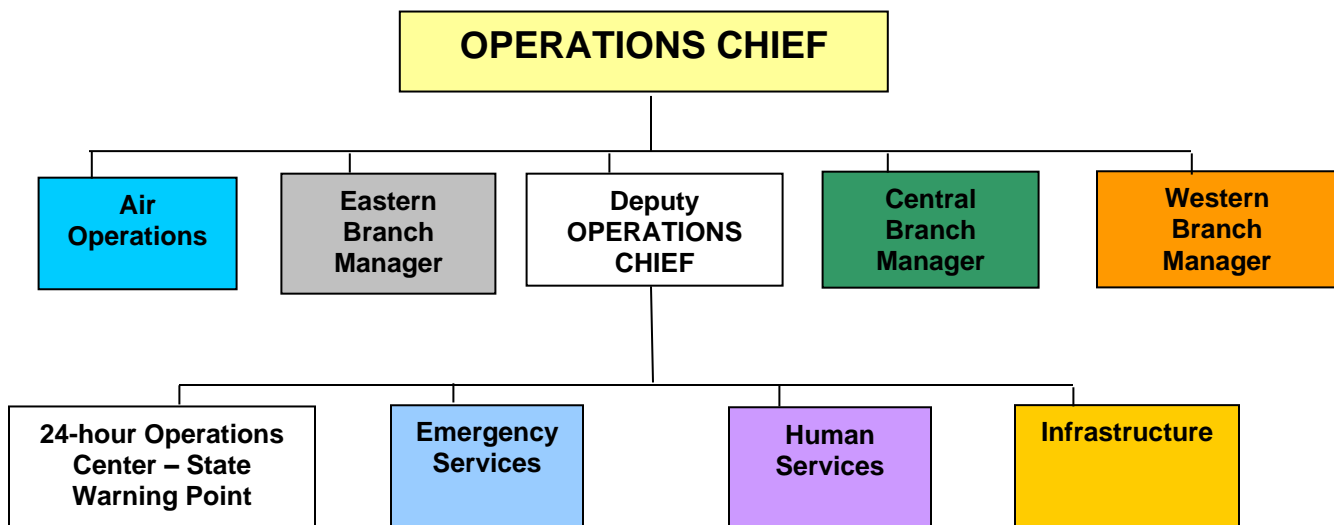 OPERATIONS CHIEF
Air
Operations
Eastern
Branch
Manager
Deputy
OPERATIONS
CHIEF
Central
Branch
Manager
Western
Branch
Manager
24-hour Operations
Center – State
Warning Point
Emergency
Services
Human
Services
Infrastructure